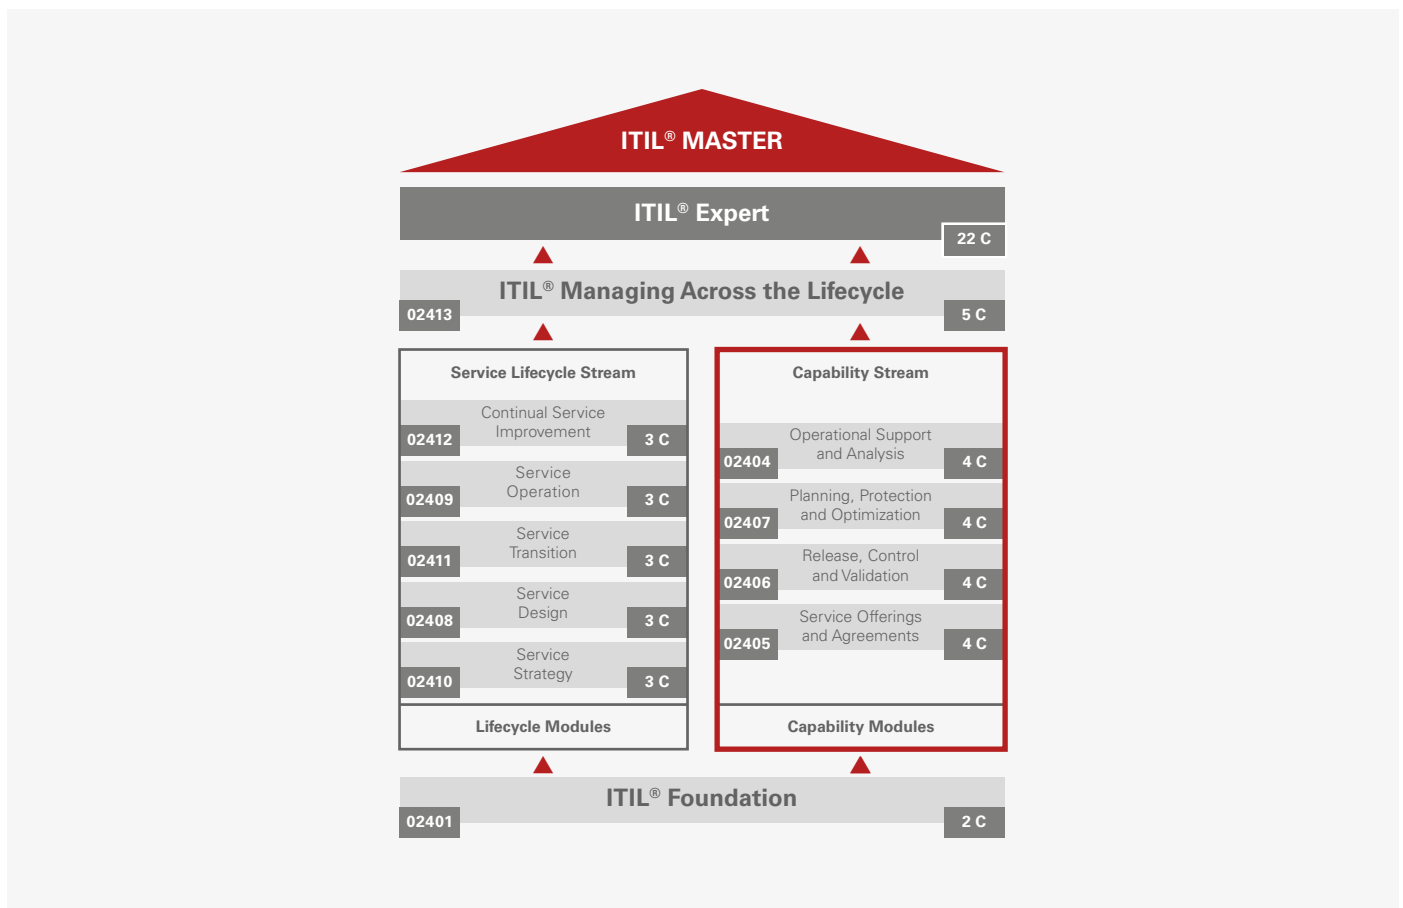 ITIL® MASTER
ITIL® Expert
22 C
ITIL® Managing Across the Lifecycle
02413
5 C
Service Lifecycle Stream
Continual Service
Improvement
02412
3 C
Service
Operation
02409
3 C
Service
Transition
02411
3 C
Service
Design
02408
3 C
Service
Strategy
02410
3 C
Lifecycle Modules
Capability Stream
Operational Support
and Analysis
02404
4 C
Planning, Protection
and Optimization
02407
4 C
Release, Control
and Validation
02406
4 C
Service Offerings
and Agreements
02405
4 C
Capability Modules
ITIL® Foundation
02401
2 C